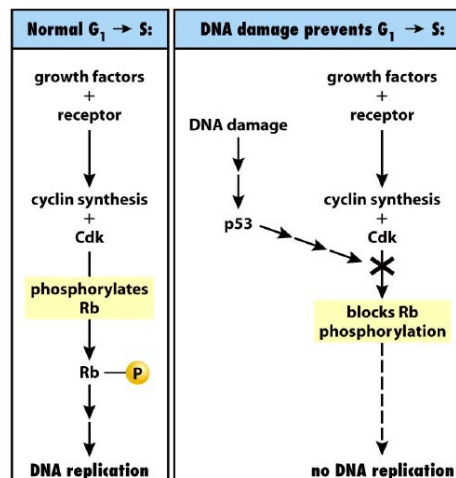 Normal G₁ → S:
growth factors
+
receptor
cyclin synthesis
+
Cdk
phosphorylates
Rb
Rb — P
DNA replication
DNA damage prevents G₁ → S:
DNA damage
p53
growth factors
+
receptor
cyclin synthesis
+
Cdk
blocks Rb
phosphorylation
no DNA replication